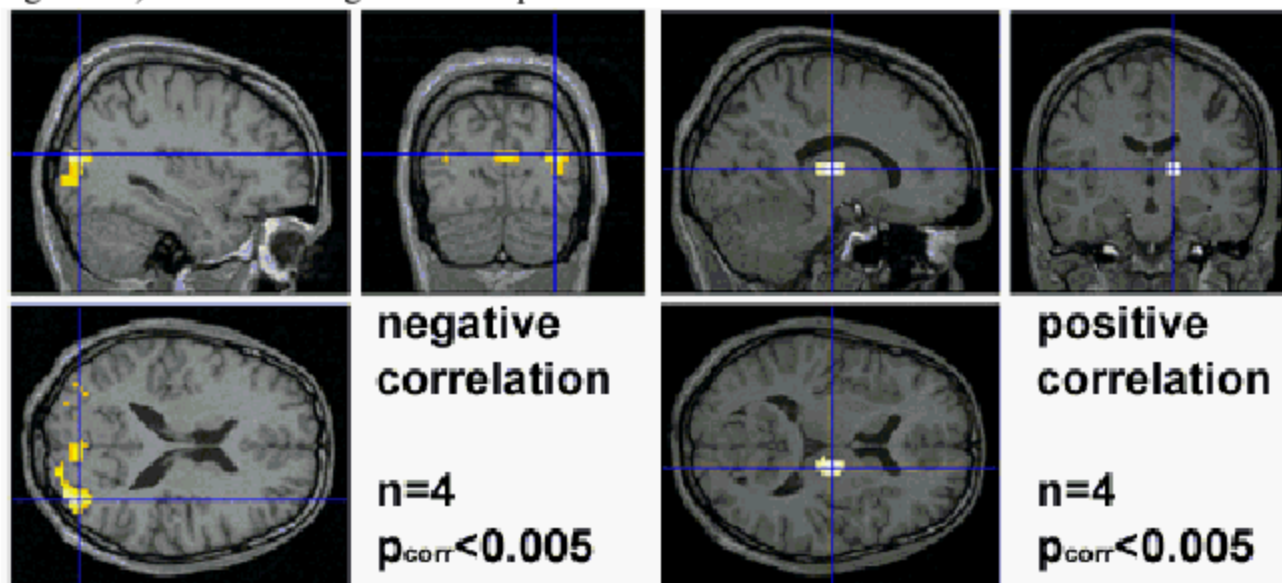 negative
correlation
n=4
pcorr<0.005
positive
correlation
n=4
pcorr<0.005